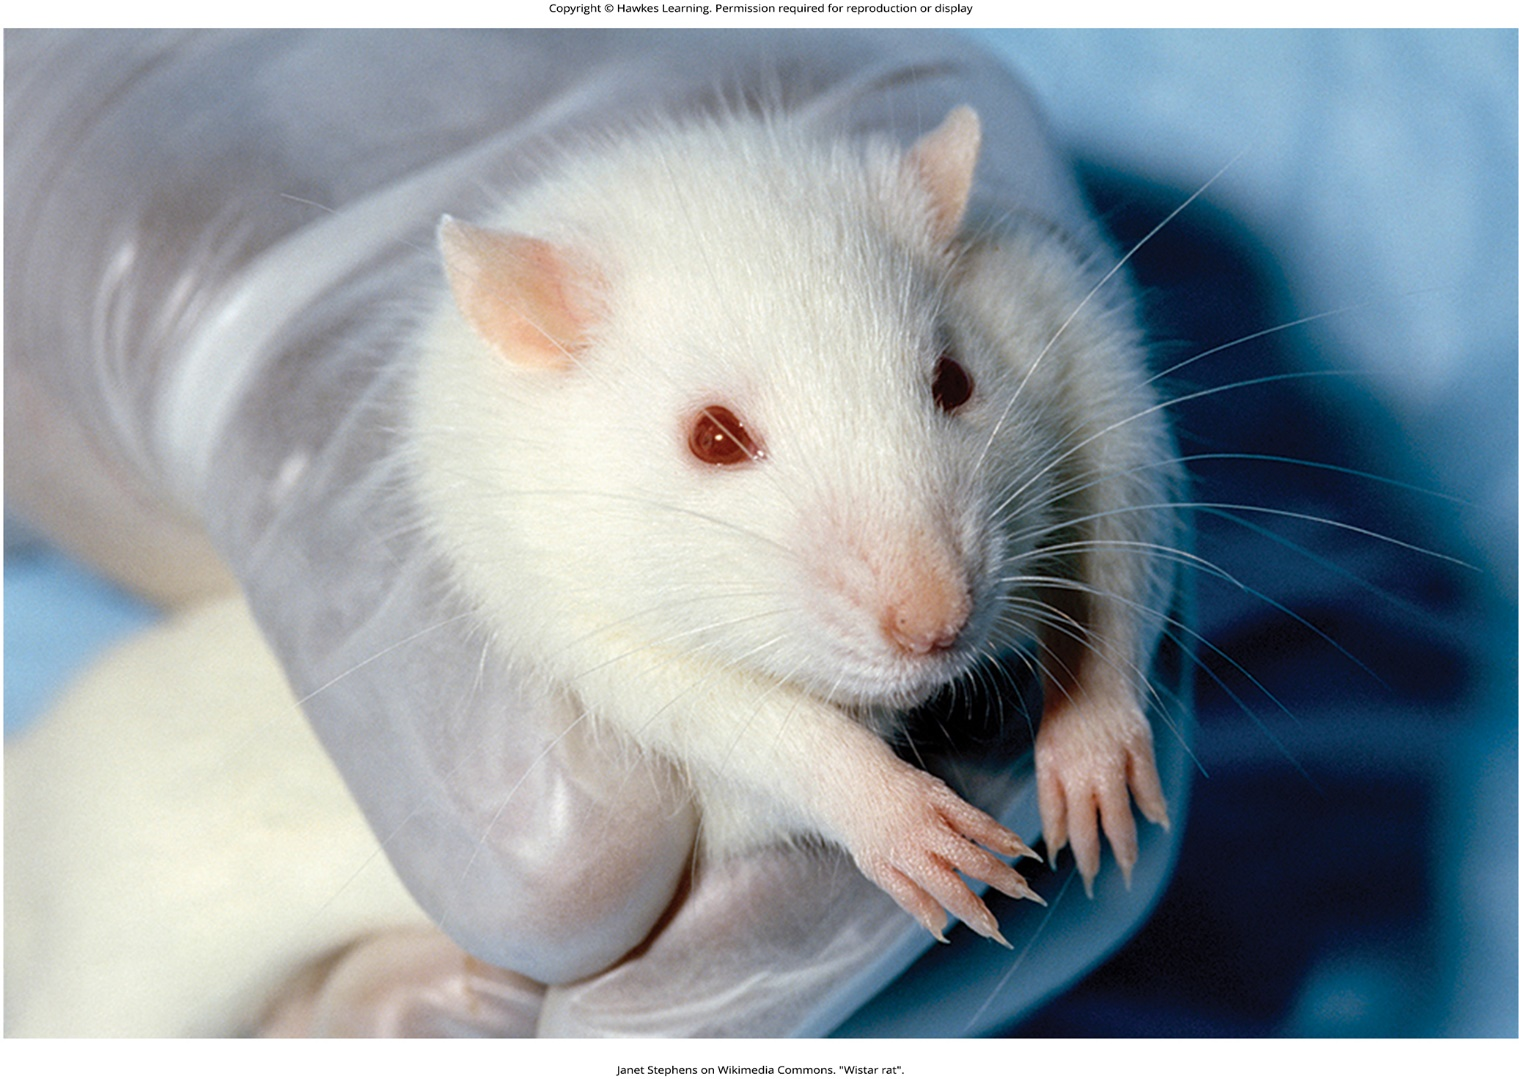 Copyright © Hawkes Learning. Permission required for reproduction or display
Janet Stephens on Wikimedia Commons. "Wistar rat".